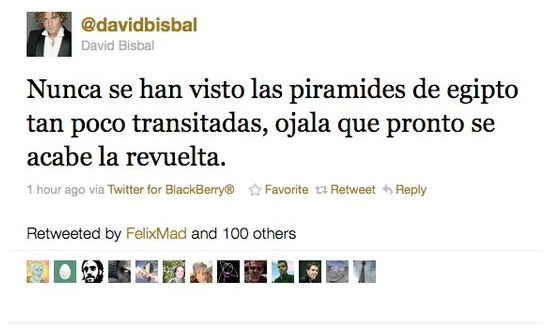 @davidbisbal
David Bisbal
Nunca se han visto las piramides de egipto
tan poco transitadas, ojala que pronto se
acabe la revuelta.
1 hour ago via Twitter for BlackBerry® Favorite Retweet Reply
Retweeted by FelixMad and 100 others